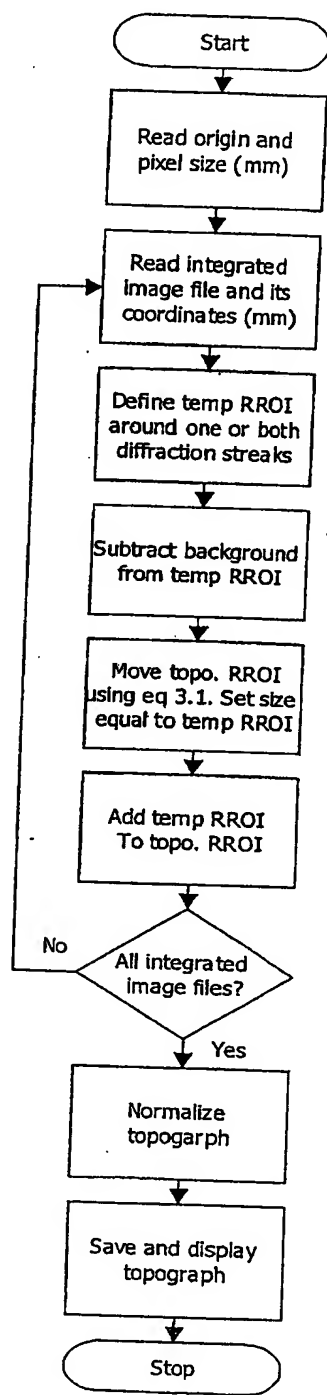 Start
Read origin and
pixel size (mm)
Read integrated
image file and its
coordinates (mm)
Define temp RROI
around one or both
diffraction streaks
Subtract background
from temp RROI
Move topo. RROI
using eq 3.1. Set size
equal to temp RROI
Add temp RROI
To topo. RROI
No
All integrated
image files?
Yes
Normalize
topogarph
Save and display
topograph
Stop